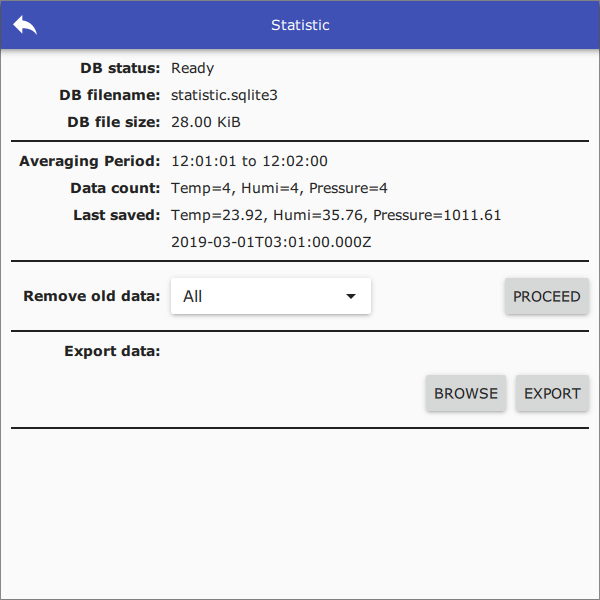 Statistic
DB status: Ready
DB filename: statistic.sqlite3
DB file size: 28.00 KiB
Averaging Period: 12:01:01 to 12:02:00
Data count: Temp=4, Humi=4, Pressure=4
Last saved: Temp=23.92, Humi=35.76, Pressure=1011.61
2019-03-01T03:01:00.000Z
Remove old data: All PROCEED
Export data:
BROWSE EXPORT